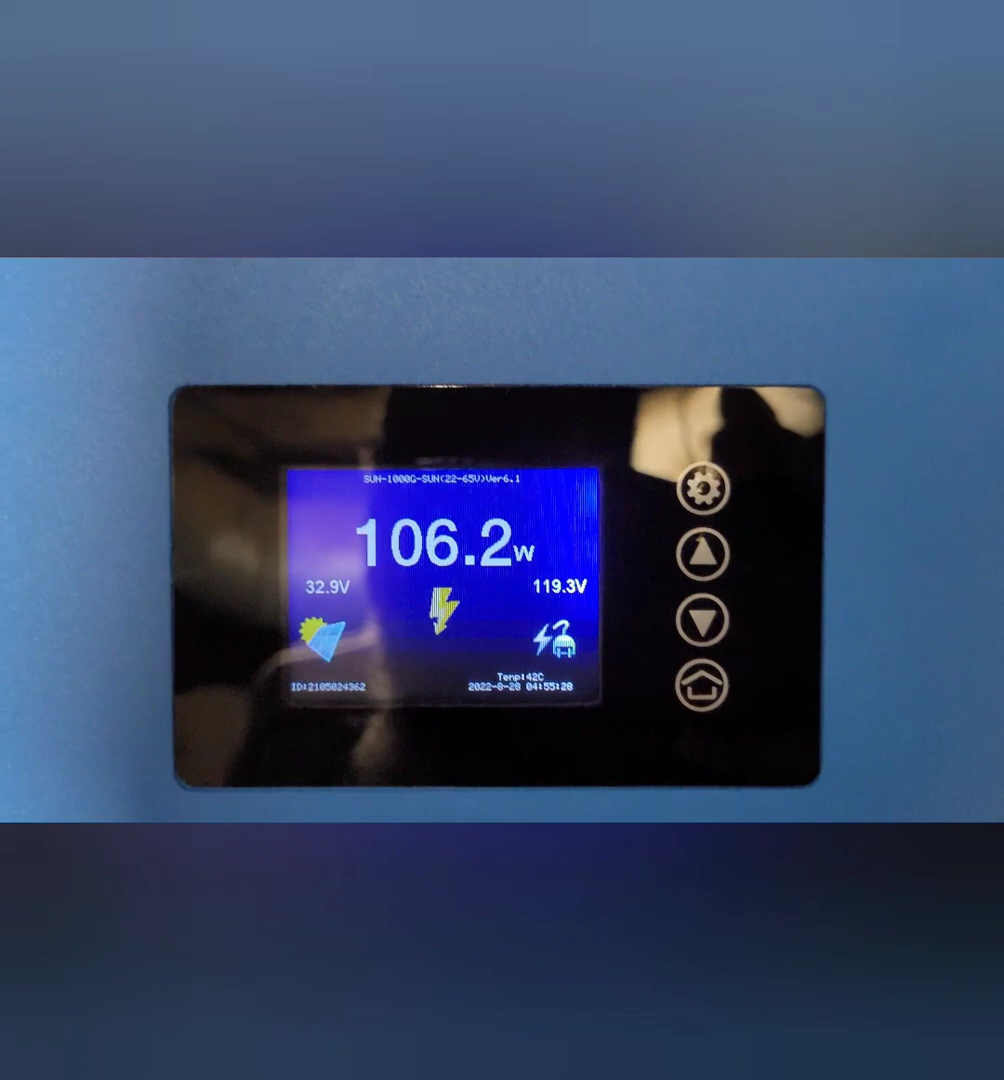 SUN-1000G-SUN(22-65V)Ver6.1
106.2W
32.9V
119.3V
Temp:42C
ID:2105024362
2022-8-28 04:55:28